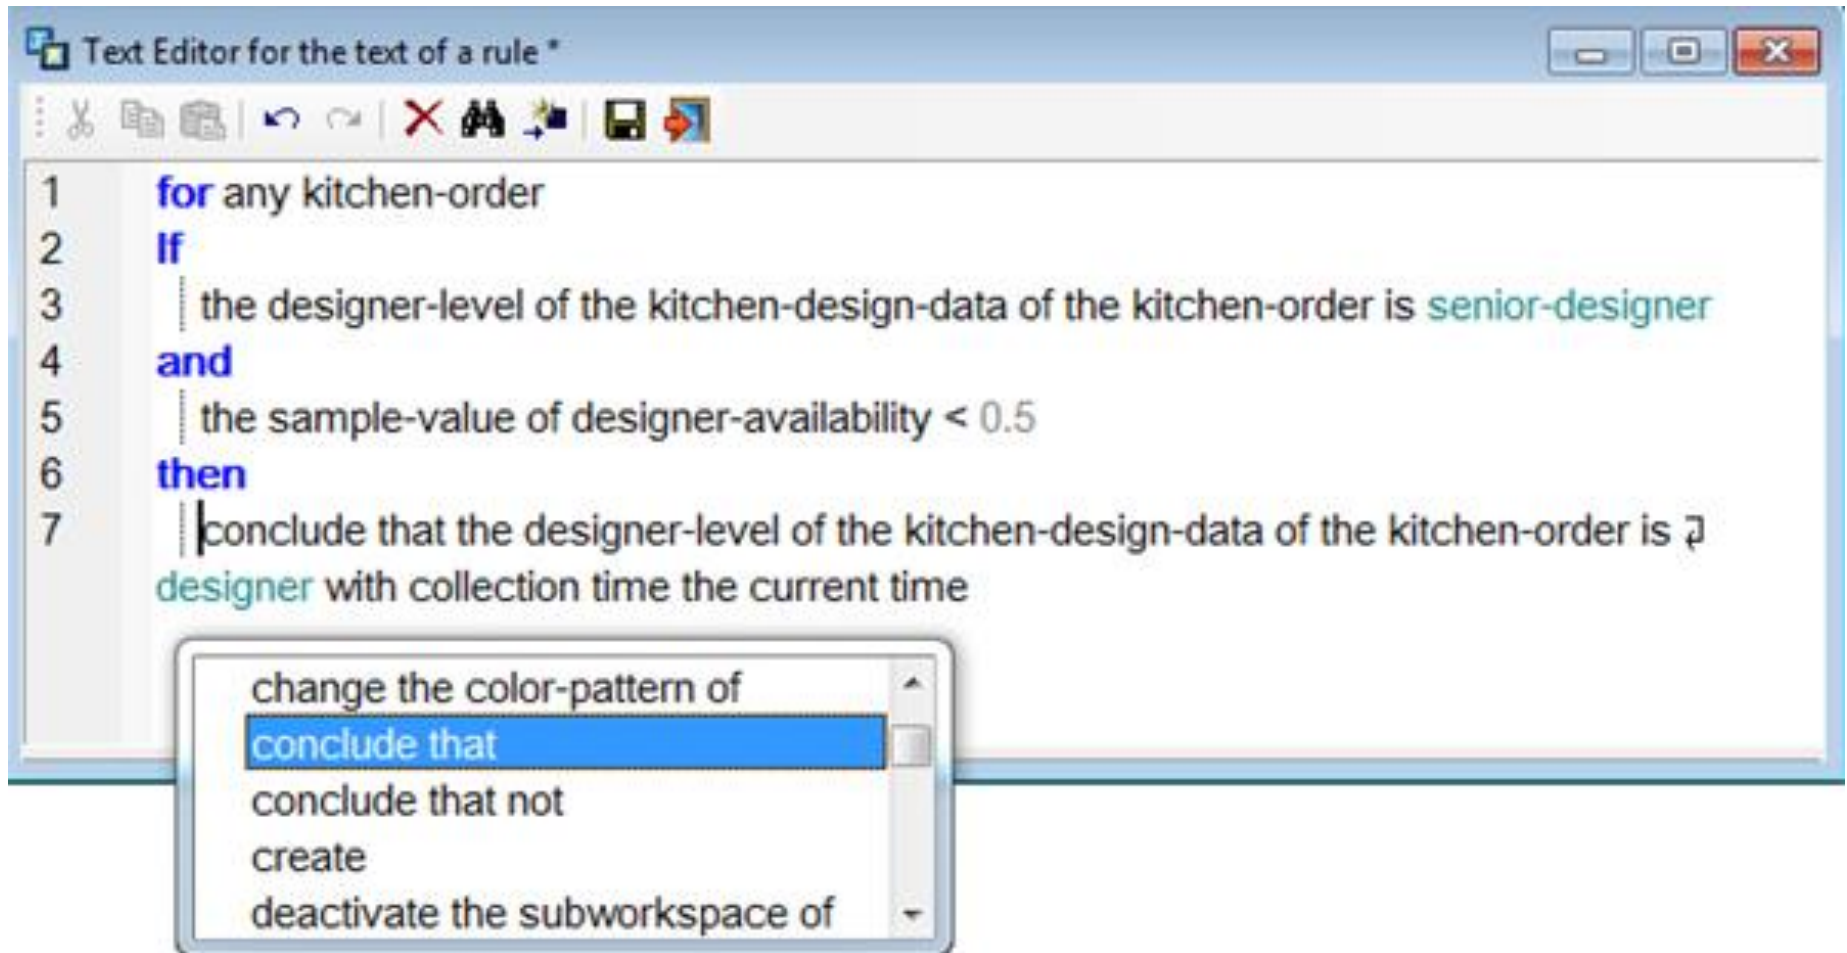 Text Editor for the text of a rule *
1 for any kitchen-order
2 If
3 the designer-level of the kitchen-design-data of the kitchen-order is senior-designer
4 and
5 the sample-value of designer-availability < 0.5
6 then
7 conclude that the designer-level of the kitchen-design-data of the kitchen-order is
designer with collection time the current time
change the color-pattern of
conclude that
conclude that not
create
deactivate the subworkspace of